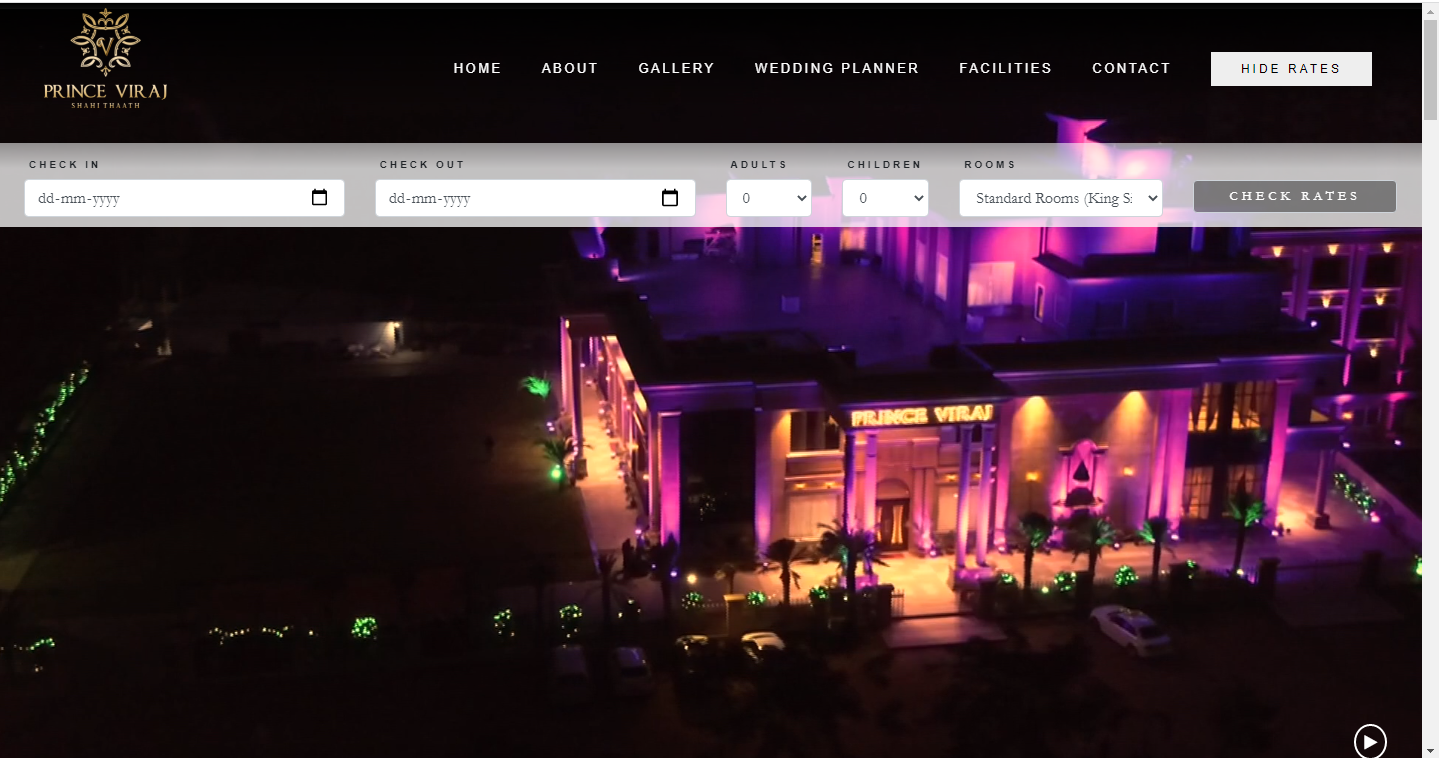 V
PRINCE VIRAJ
SHAHI THAATH
HOME ABOUT GALLERY WEDDING PLANNER FACILITIES CONTACT HIDE RATES
CHECK IN CHECK OUT ADULTS CHILDREN ROOMS
dd-mm-yyyy dd-mm-yyyy 0 0 Standard Rooms (King S: CHECK RATES
PRINCE VIRAJ